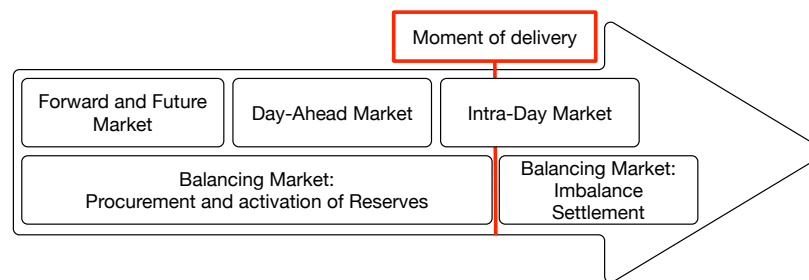 Moment of delivery
Forward and Future
Market
Day-Ahead Market
Intra-Day Market
Balancing Market:
Procurement and activation of Reserves
Balancing Market:
Imbalance
Settlement